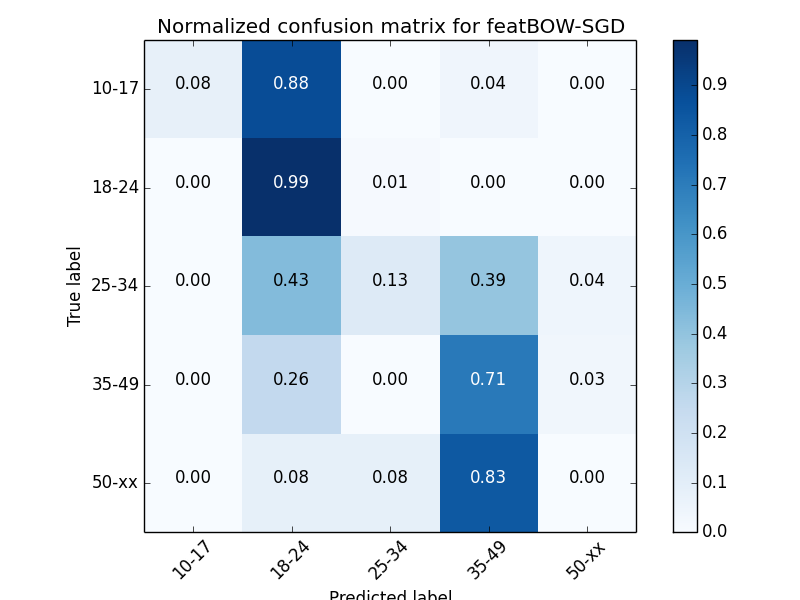 Normalized confusion matrix for featBOW-SGD
True label
10-17 0.08 0.88 0.00 0.04 0.00
18-24 0.00 0.99 0.01 0.00 0.00
25-34 0.00 0.43 0.13 0.39 0.04
35-49 0.00 0.26 0.00 0.71 0.03
50-xx 0.00 0.08 0.08 0.83 0.00
10-17 18-24 25-34 35-49 50-xx
Predicted label
0.9
0.8
0.7
0.6
0.5
0.4
0.3
0.2
0.1
0.0